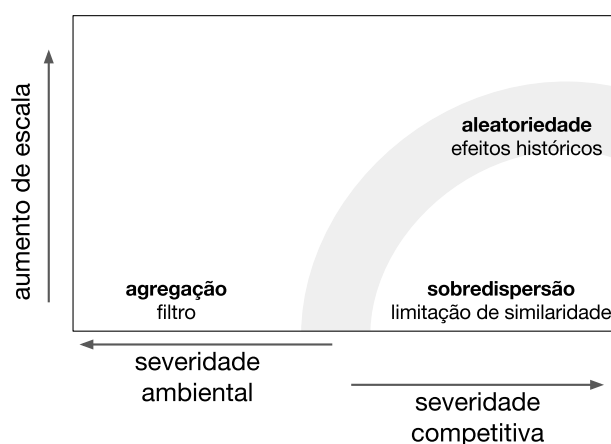 aumento de escala
aleatoriedade
efeitos históricos
agregação
filtro
sobredispersão
limitação de similaridade
severidade
ambiental
severidade
competitiva